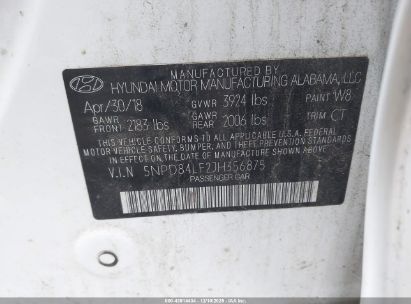 MANUFACTURED BY
HYUNDAI MOTOR MANUFACTURING ALABAMA, LLC
Apr/30/18 GVWR 3924 lbs PAINT W8
GAWR FRONT 2183 lbs GAWR REAR 2006 lbs TRIM CT
THIS VEHICLE CONFORMS TO ALL APPLICABLE U.S. FEDERAL
MOTOR VEHICLE SAFETY, BUMPER, AND THEFT PREVENTION
STANDARDS IN EFFECT ON THE DATE OF MANUFACTURE SHOWN ABOVE.
V.I.N 5NPD84LF2JH356875
PASSENGER CAR